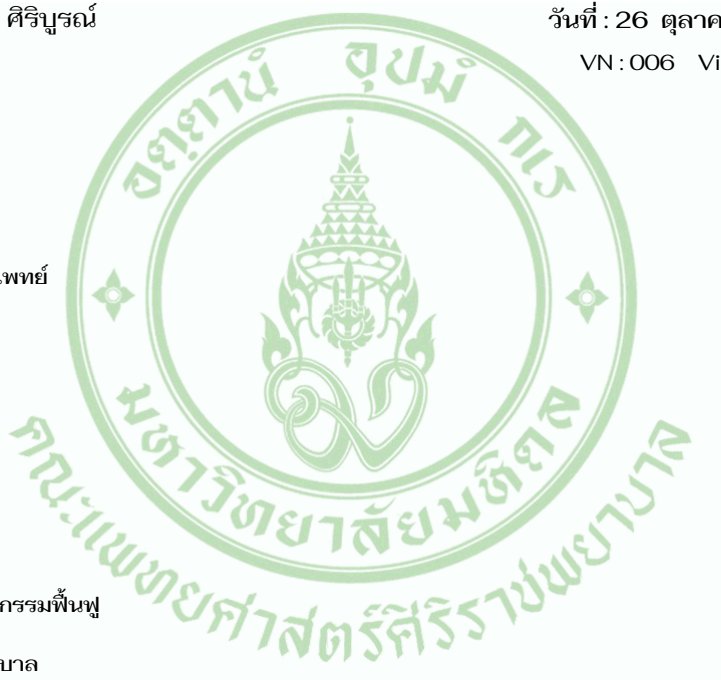 ศิริบูรณ์ วันที่ : 26 ตุลาค
VN : 006 Vi
อตฺตานํ อุปมํ กเร
แพทย์
มหาวิทยาลัยมหิดล
คณะแพทยศาสตร์ศิริราชพยาบาล
กรรมฟื้นฟู
บาล